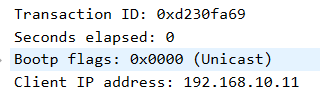 Transaction ID: 0xd230fa69
Seconds elapsed: 0
Bootp flags: 0x0000 (Unicast)
Client IP address: 192.168.10.11